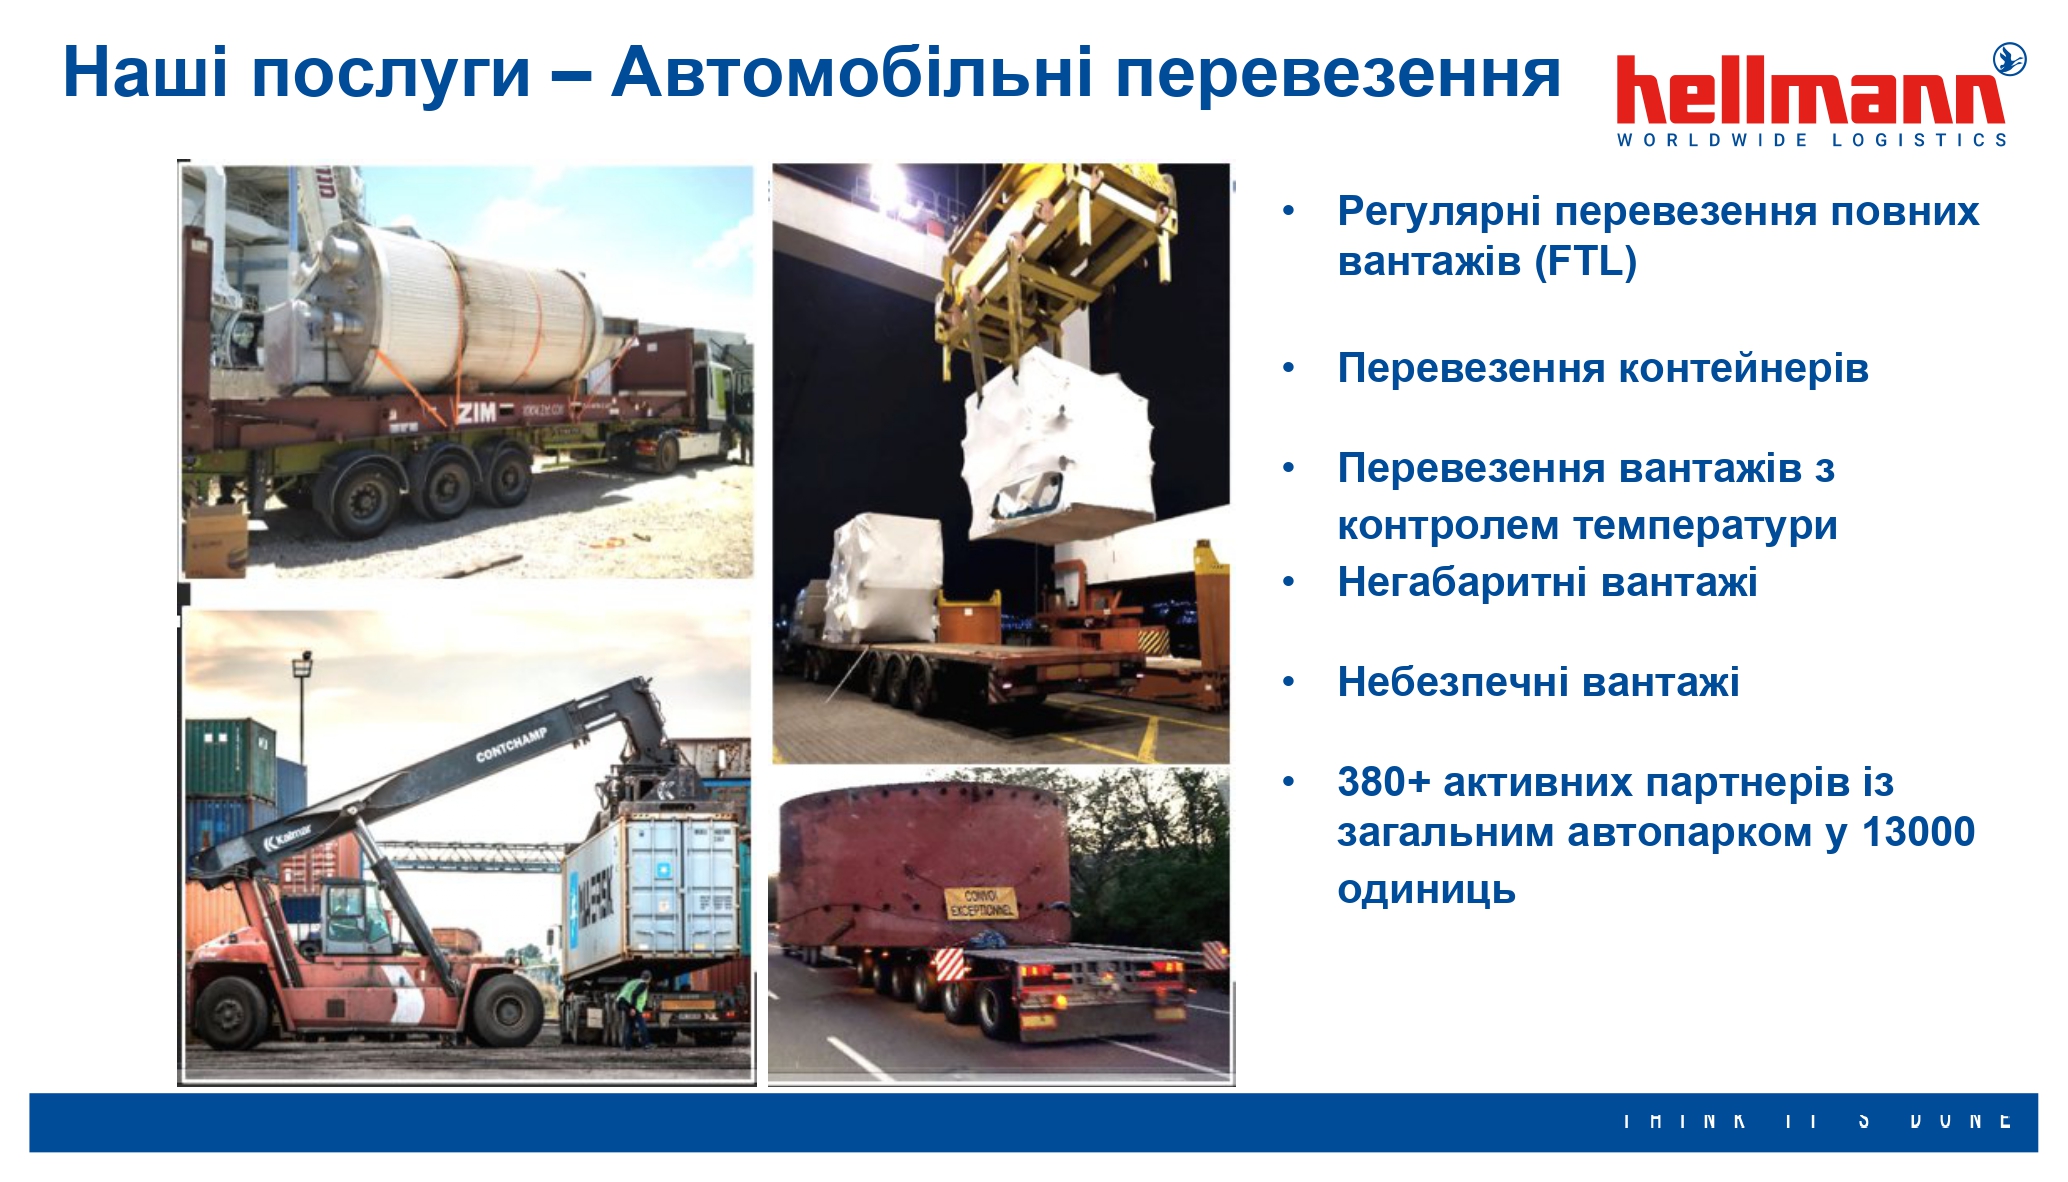 Наші послуги – Автомобільні перевезення
hellmann
WORLDWIDE LOGISTICS
• Регулярні перевезення повних
вантажів (FTL)
• Перевезення контейнерів
• Перевезення вантажів з
контролем температури
• Негабаритні вантажі
• Небезпечні вантажі
• 380+ активних партнерів із
загальним автопарком у 13000
одиниць
ZIM
CONTCHAMP
Kalmar
CONVOI
EXCEPTIONNEL
THINK IT S DONE